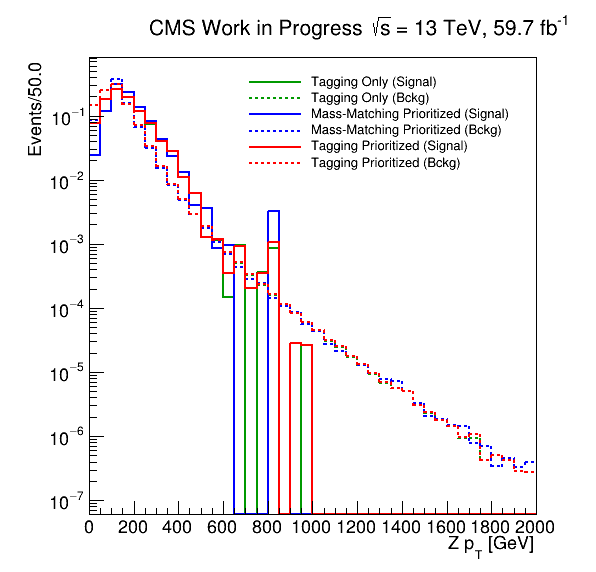 CMS Work in Progress √s = 13 TeV, 59.7 fb⁻¹
Events/50.0
Tagging Only (Signal)
Tagging Only (Bckg)
Mass-Matching Prioritized (Signal)
Mass-Matching Prioritized (Bckg)
Tagging Prioritized (Signal)
Tagging Prioritized (Bckg)
10⁻¹
10⁻²
10⁻³
10⁻⁴
10⁻⁵
10⁻⁶
10⁻⁷
0 200 400 600 800 1000 1200 1400 1600 1800 2000
Z p_T [GeV]